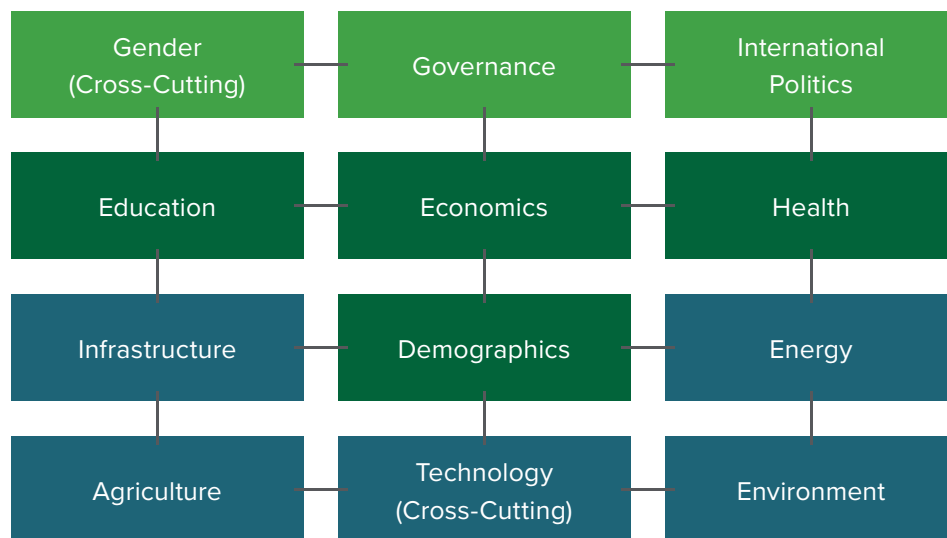 Gender
(Cross-Cutting)
Governance
International
Politics
Education
Economics
Health
Infrastructure
Demographics
Energy
Agriculture
Technology
(Cross-Cutting)
Environment